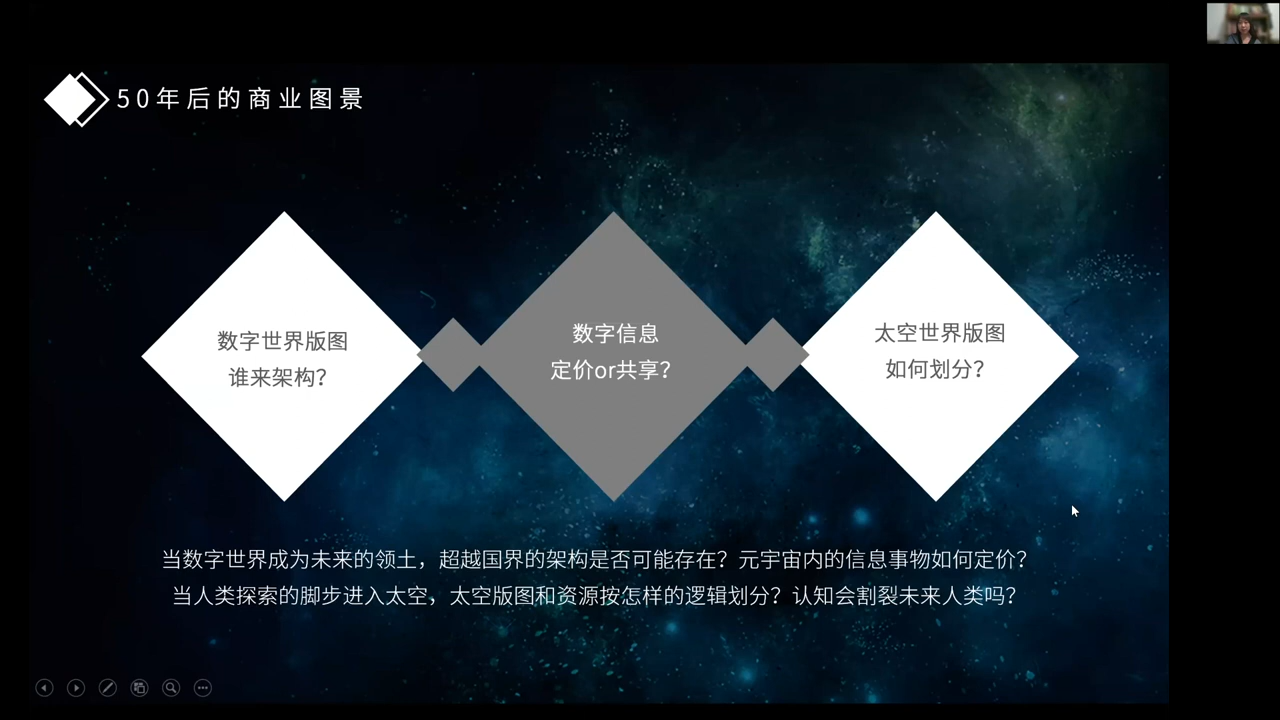 50年后的商业图景
数字世界版图
谁来架构？
数字信息
定价or共享？
太空世界版图
如何划分？
当数字世界成为未来的领土，超越国界的架构是否可能存在？元宇宙内的信息事物如何定价？
当人类探索的脚步进入太空，太空版图和资源按怎样的逻辑划分？认知会割裂未来人类吗？